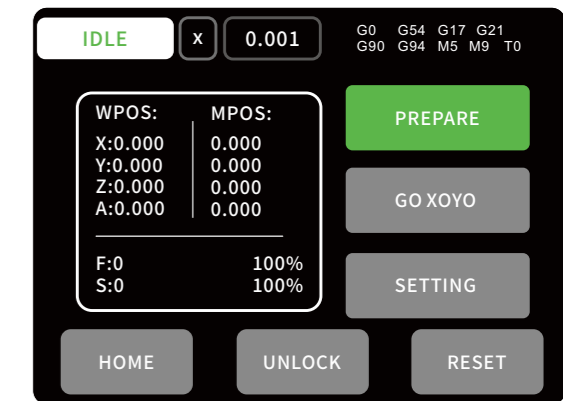 IDLE
x
0.001
G0 G54 G17 G21
G90 G94 M5 M9 T0
WPOS: MPOS:
X:0.000 0.000
Y:0.000 0.000
Z:0.000 0.000
A:0.000 0.000
F:0 100%
S:0 100%
PREPARE
GO XOYO
SETTING
HOME
UNLOCK
RESET